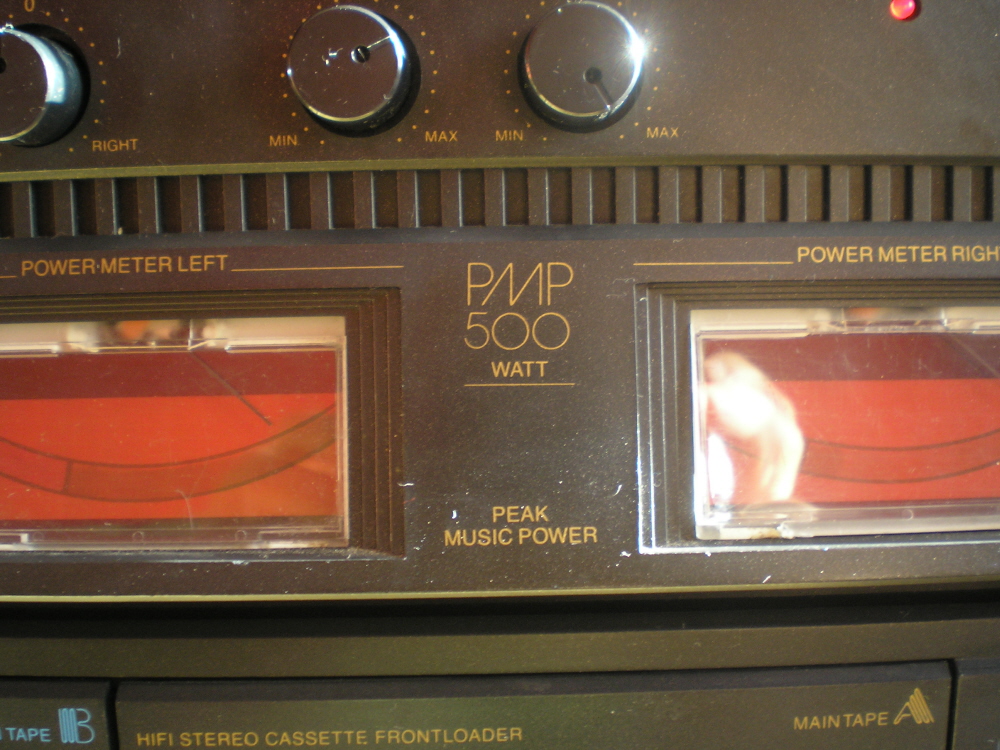 0
RIGHT
MIN
MAX
MIN
MAX
POWER·METER LEFT
POWER METER RIGH
PMP
500
WATT
PEAK
MUSIC POWER
TAPE B
HIFI STEREO CASSETTE FRONTLOADER
MAIN TAPE A